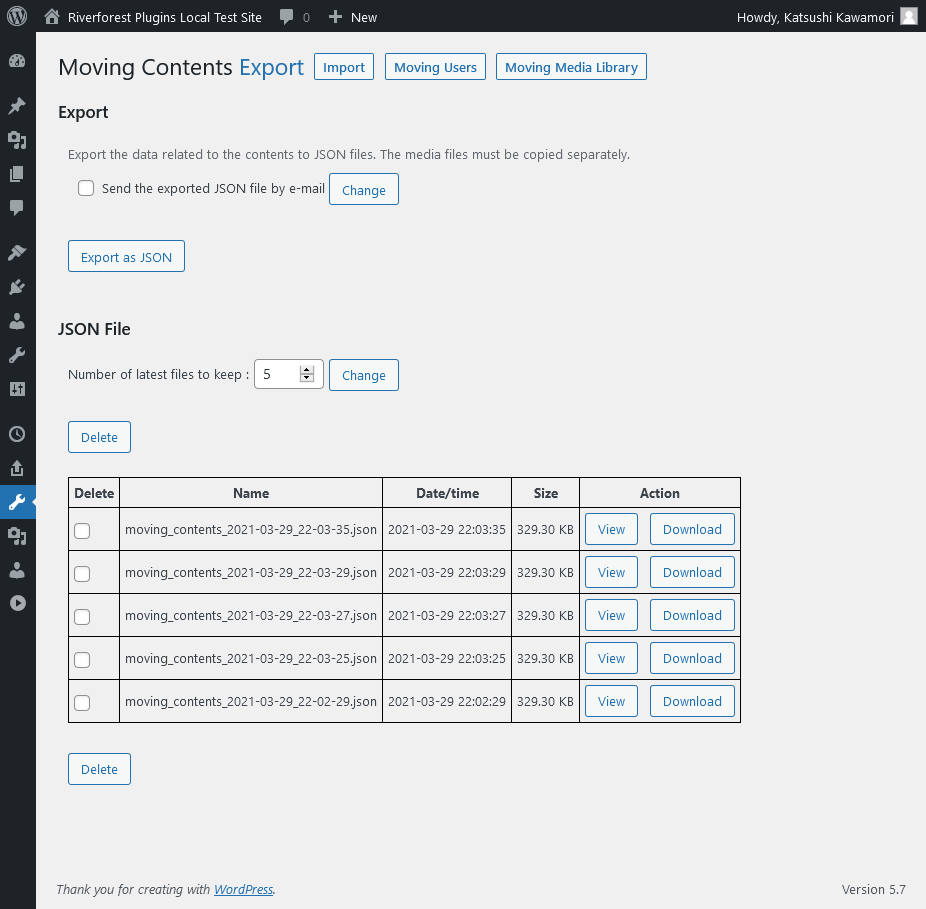 Riverforest Plugins Local Test Site 0 New Howdy, Katsushi Kawamori
Moving Contents Export Import Moving Users Moving Media Library
Export
Export the data related to the contents to JSON files. The media files must be copied separately.
Send the exported JSON file by e-mail Change
Export as JSON
JSON File
Number of latest files to keep : 5 Change
Delete
Delete Name Date/time Size Action
moving_contents_2021-03-29_22-03-35.json 2021-03-29 22:03:35 329.30 KB View Download
moving_contents_2021-03-29_22-03-29.json 2021-03-29 22:03:29 329.30 KB View Download
moving_contents_2021-03-29_22-03-27.json 2021-03-29 22:03:27 329.30 KB View Download
moving_contents_2021-03-29_22-03-25.json 2021-03-29 22:03:25 329.30 KB View Download
moving_contents_2021-03-29_22-02-29.json 2021-03-29 22:02:29 329.30 KB View Download
Delete
Thank you for creating with WordPress. Version 5.7